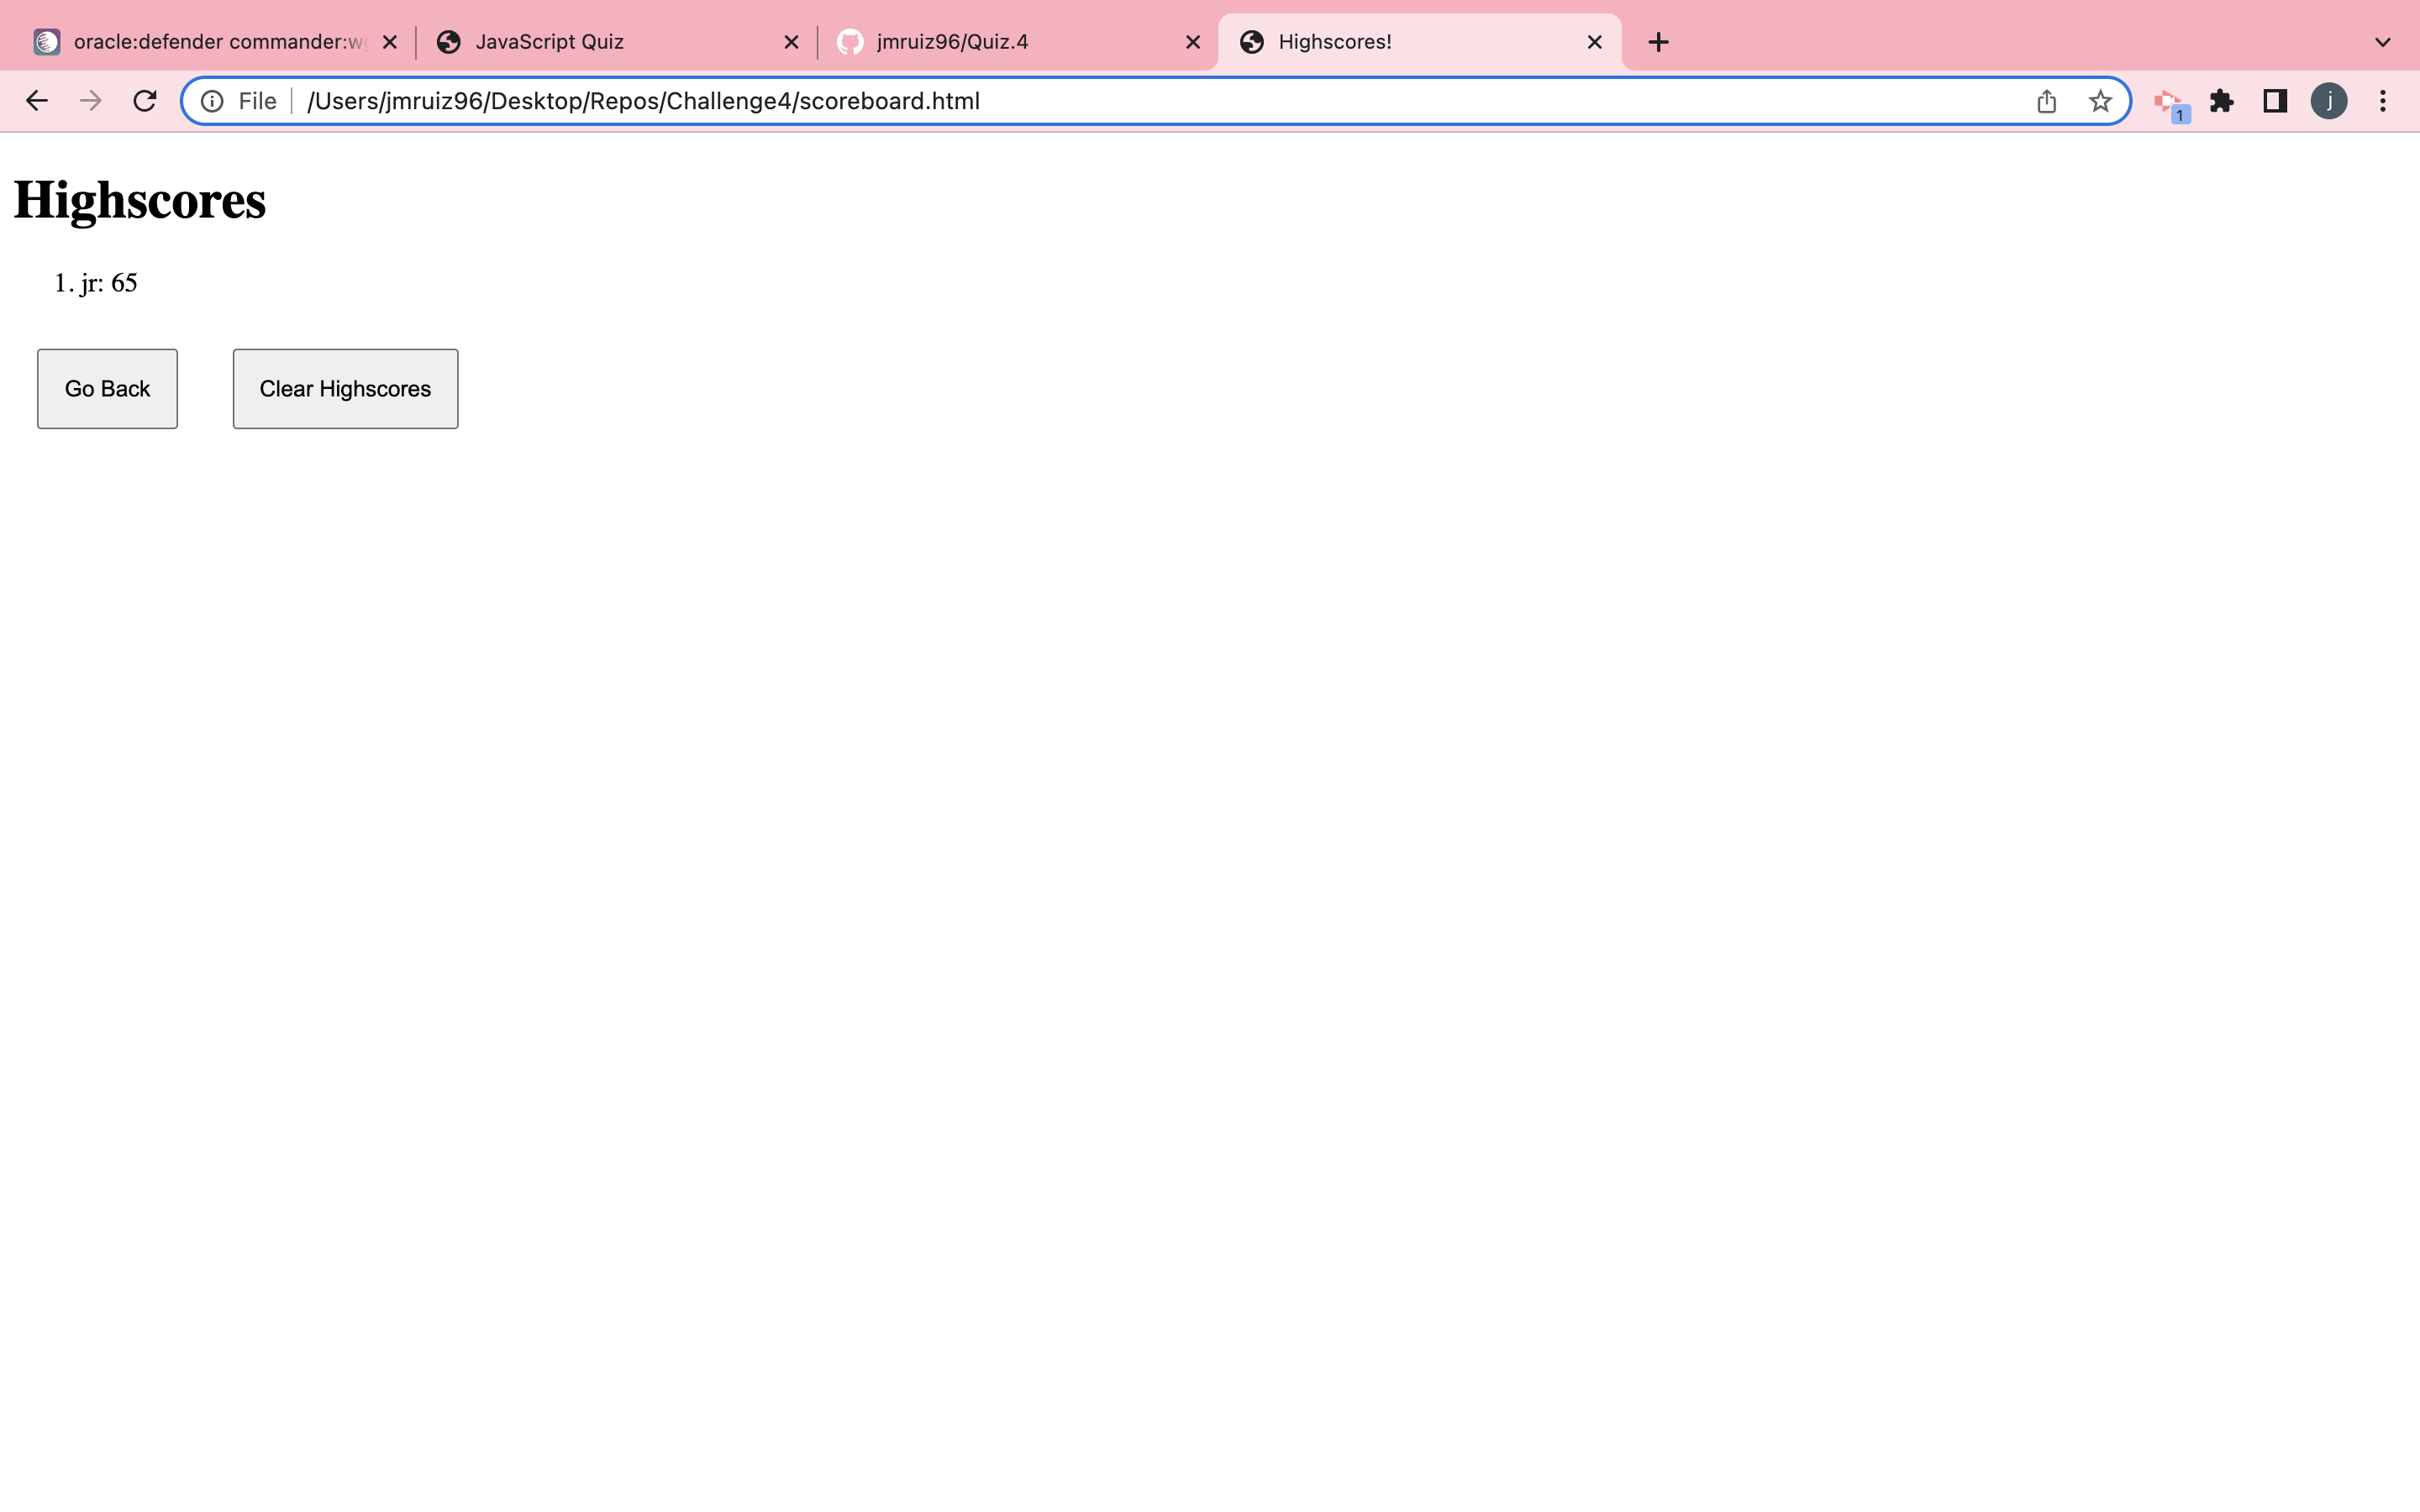 oracle:defender commander:w
JavaScript Quiz
jmruiz96/Quiz.4
Highscores!
File
/Users/jmruiz96/Desktop/Repos/Challenge4/scoreboard.html
1
j
Highscores
1. jr: 65
Go Back
Clear Highscores